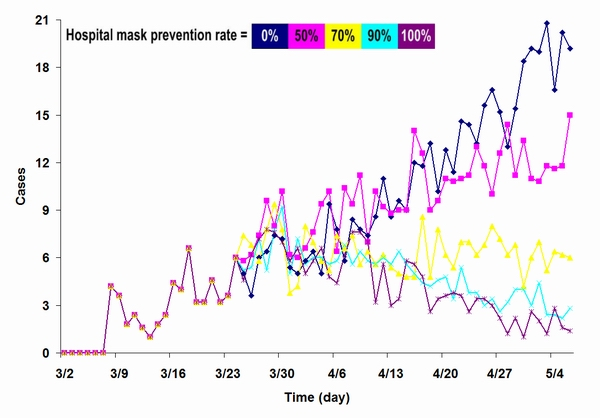 Hospital mask prevention rate = 0% 50% 70% 90% 100%
21
18
15
12
9
6
3
0
Cases
3/2 3/9 3/16 3/23 3/30 4/6 4/13 4/20 4/27 5/4
Time (day)